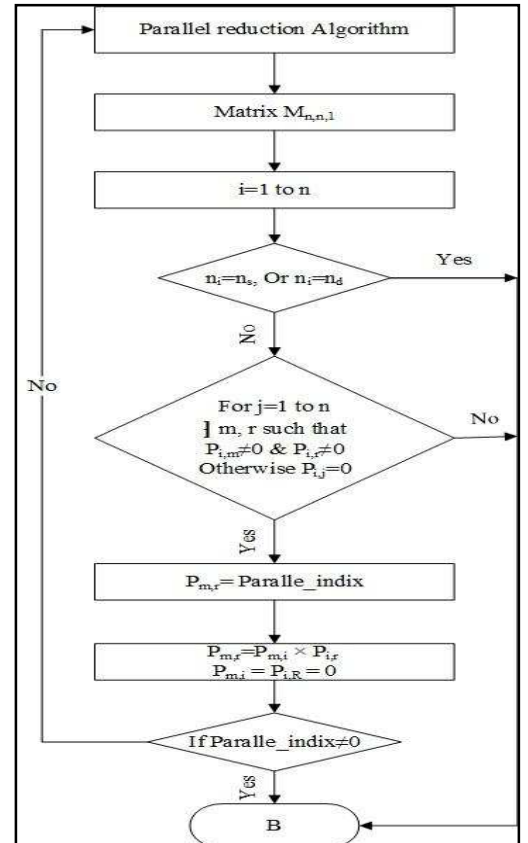 Parallel reduction Algorithm
Matrix Mₙ,ₙ,₁
i=1 to n
nᵢ=nₛ, Or nᵢ=n_d
Yes
No
No
For j=1 to n
] m, r such that
Pᵢ,ₘ≠0 & Pᵢ,ᵣ≠0
Otherwise Pᵢ,ⱼ=0
No
Yes
Pₘ,ᵣ= Paralle_indix
Pₘ,ᵣ=Pₘ,ᵢ × Pᵢ,ᵣ
Pₘ,ᵢ = P_i,R = 0
If Paralle_indix≠0
Yes
B